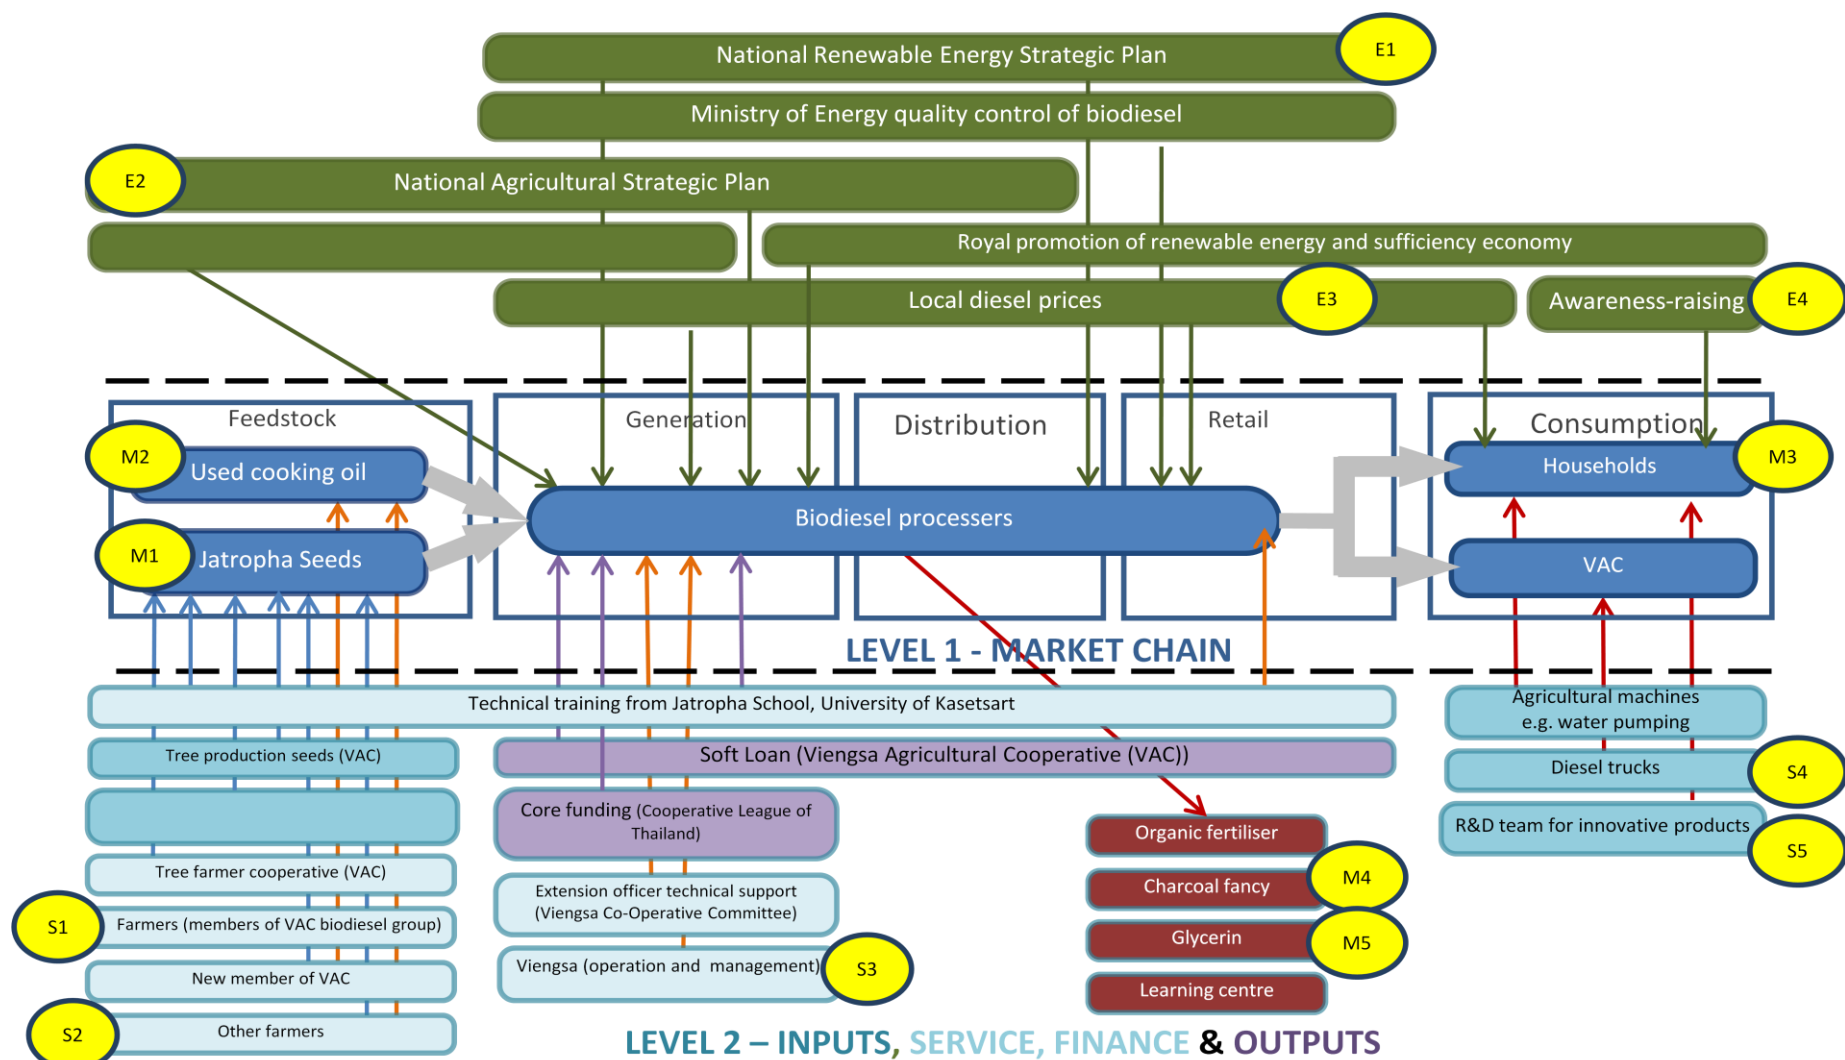 National Renewable Energy Strategic Plan
E1
Ministry of Energy quality control of biodiesel
E2
National Agricultural Strategic Plan
Royal promotion of renewable energy and sufficiency economy
Local diesel prices
E3
Awareness-raising
E4
Feedstock
Generation
Distribution
Retail
Consumption
M2
Used cooking oil
Households
M3
Biodiesel processers
M1
Jatropha Seeds
VAC
LEVEL 1 - MARKET CHAIN
Technical training from Jatropha School, University of Kasetsart
Agricultural machines
e.g. water pumping
Tree production seeds (VAC)
Soft Loan (Viengsa Agricultural Cooperative (VAC))
Diesel trucks
S4
Core funding (Cooperative League of
Thailand)
Organic fertiliser
R&D team for innovative products
S5
Tree farmer cooperative (VAC)
Extension officer technical support
(Viengsa Co-Operative Committee)
Charcoal fancy
M4
S1
Farmers (members of VAC biodiesel group)
Glycerin
M5
New member of VAC
Viengsa (operation and  management)
S3
Learning centre
S2
Other farmers
LEVEL 2 – INPUTS, SERVICE, FINANCE & OUTPUTS